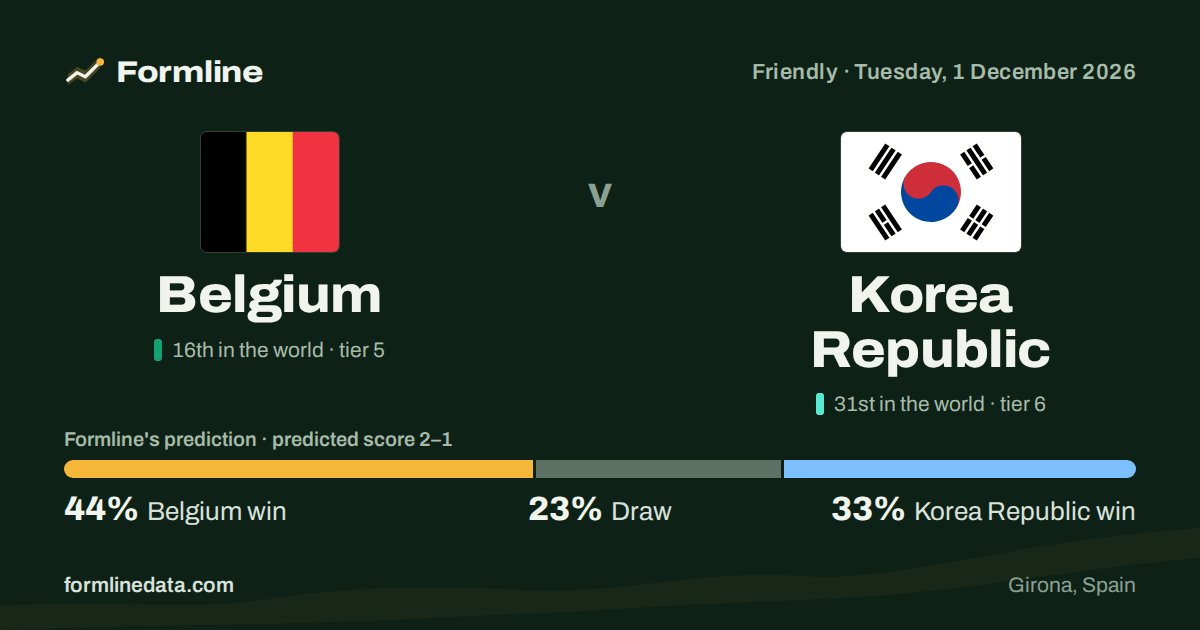 Formline
Friendly · Tuesday, 1 December 2026
v
Belgium
16th in the world · tier 5
Korea
Republic
31st in the world · tier 6
Formline's prediction · predicted score 2–1
44% Belgium win
23% Draw
33% Korea Republic win
formlinedata.com
Girona, Spain